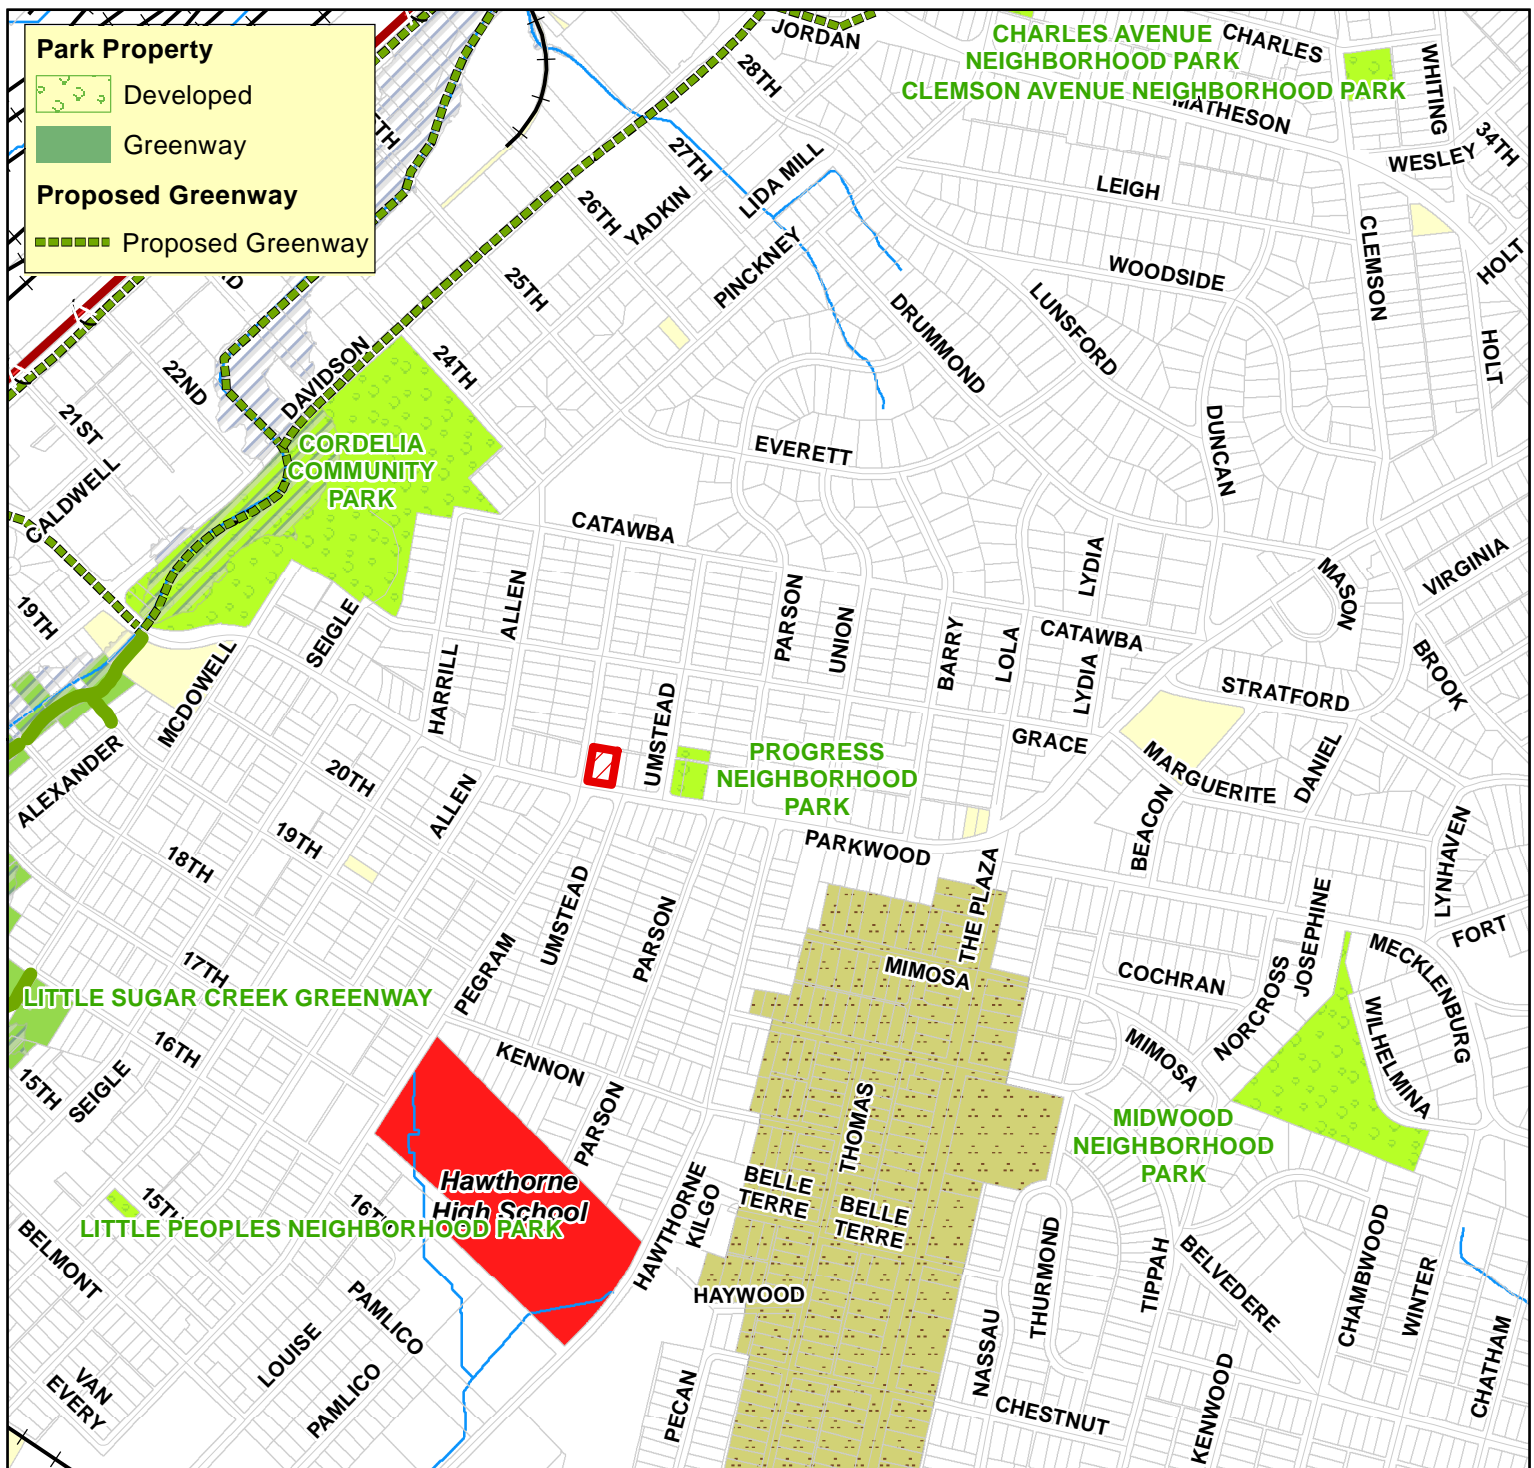 Park Property
Developed
Greenway
Proposed Greenway
Proposed Greenway
JORDAN
CHARLES AVENUE
NEIGHBORHOOD PARK
CHARLES
CLEMSON AVENUE NEIGHBORHOOD PARK
WHITING
MATHESON
34TH
WESLEY
28TH
27TH
LIDA MILL
LEIGH
26TH
YADKIN
PINCKNEY
WOODSIDE
CLEMSON
HOLT
25TH
DRUMMOND
LUNSFORD
HOLT
22ND
DAVIDSON
24TH
21ST
CALDWELL
CORDELIA
COMMUNITY
PARK
EVERETT
DUNCAN
CATAWBA
LYDIA
MASON
VIRGINIA
19TH
SEIGLE
ALLEN
PARSON
UNION
BARRY
LOLA
CATAWBA
LYDIA
BROOK
MCDOWELL
HARRILL
UMSTEAD
STRATFORD
GRACE
ALEXANDER
20TH
ALLEN
PROGRESS
NEIGHBORHOOD
PARK
MARGUERITE
DANIEL
BEACON
LYNHAVEN
18TH
19TH
PARKWOOD
THE PLAZA
UMSTEAD
PARSON
PEGRAM
JOSEPHINE
FORT
MECKLENBURG
17TH
MIMOSA
COCHRAN
NORCROSS
LITTLE SUGAR CREEK GREENWAY
WILHELMINA
16TH
KENNON
MIMOSA
15TH
SEIGLE
PARSON
THOMAS
MIDWOOD
NEIGHBORHOOD
PARK
Hawthorne
High School
15TH
16TH
LITTLE PEOPLES NEIGHBORHOOD PARK
HAWTHORNE
KILGO
BELLE
TERRE
BELLE
TERRE
BELMONT
THURMOND
TIPPAH
BELVEDERE
CHAMBWOOD
WINTER
HAYWOOD
PAMLICO
LOUISE
NASSAU
CHATHAM
VAN
EVERY
PAMLICO
PECAN
CHESTNUT
KENWOOD